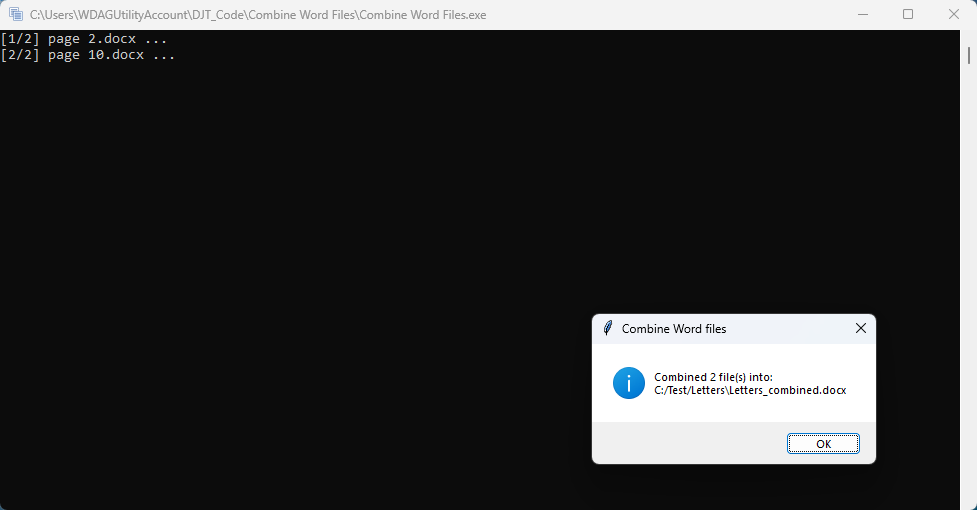 C:\Users\WDAGUtilityAccount\DJT_Code\Combine Word Files\Combine Word Files.exe
[1/2] page 2.docx ...
[2/2] page 10.docx ...
Combine Word files
Combined 2 file(s) into:
C:/Test/Letters\Letters_combined.docx
OK